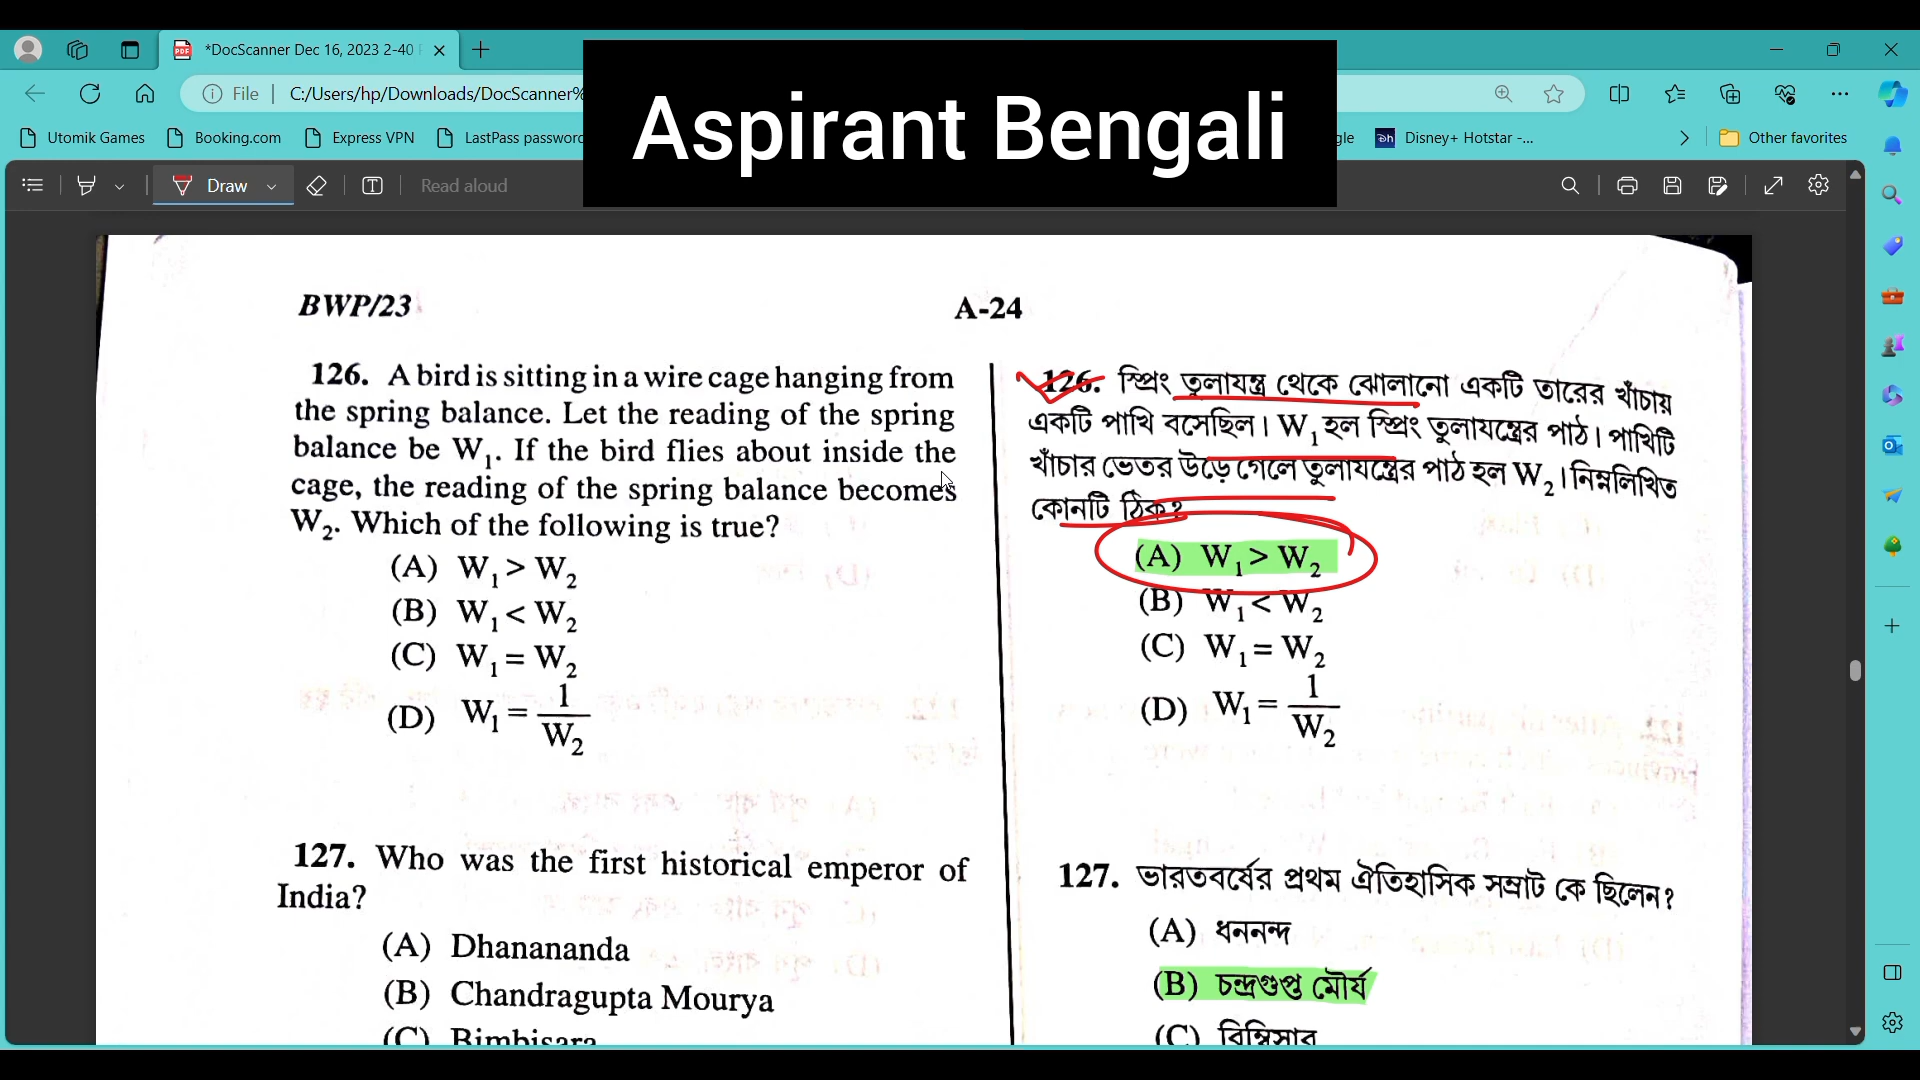 *DocScanner Dec 16, 2023 2-40 P
File
C:/Users/hp/Downloads/DocScanner%
Aspirant Bengali
Utomik Games
Booking.com
Express VPN
LastPass password
gle
Disney+ Hotstar -...
Other favorites
Draw
Read aloud
BWP/23
A-24
126. A bird is sitting in a wire cage hanging from
the spring balance. Let the reading of the spring
balance be W₁. If the bird flies about inside the
cage, the reading of the spring balance becomes
W₂. Which of the following is true?
(A) W₁ > W₂
(B) W₁ < W₂
(C) W₁ = W₂
(D) W₁ = 1/W₂
127. Who was the first historical emperor of
India?
(A) Dhanananda
(B) Chandragupta Mourya
(C) Bimbisara
126. স্প্রিং তুলাযন্ত্র থেকে ঝোলানো একটি তারের খাঁচায়
একটি পাখি বসেছিল। W₁ হল স্প্রিং তুলাযন্ত্রের পাঠ। পাখিটি
খাঁচার ভেতর উড়ে গেলে তুলাযন্ত্রের পাঠ হল W₂। নিম্নলিখিত
কোনটি ঠিক?
(A) W₁ > W₂
(B) W₁ < W₂
(C) W₁ = W₂
(D) W₁ = 1/W₂
127. ভারতবর্ষের প্রথম ঐতিহাসিক সম্রাট কে ছিলেন?
(A) ধননন্দ
(B) চন্দ্রগুপ্ত মৌর্য
(C) বিম্বিসার